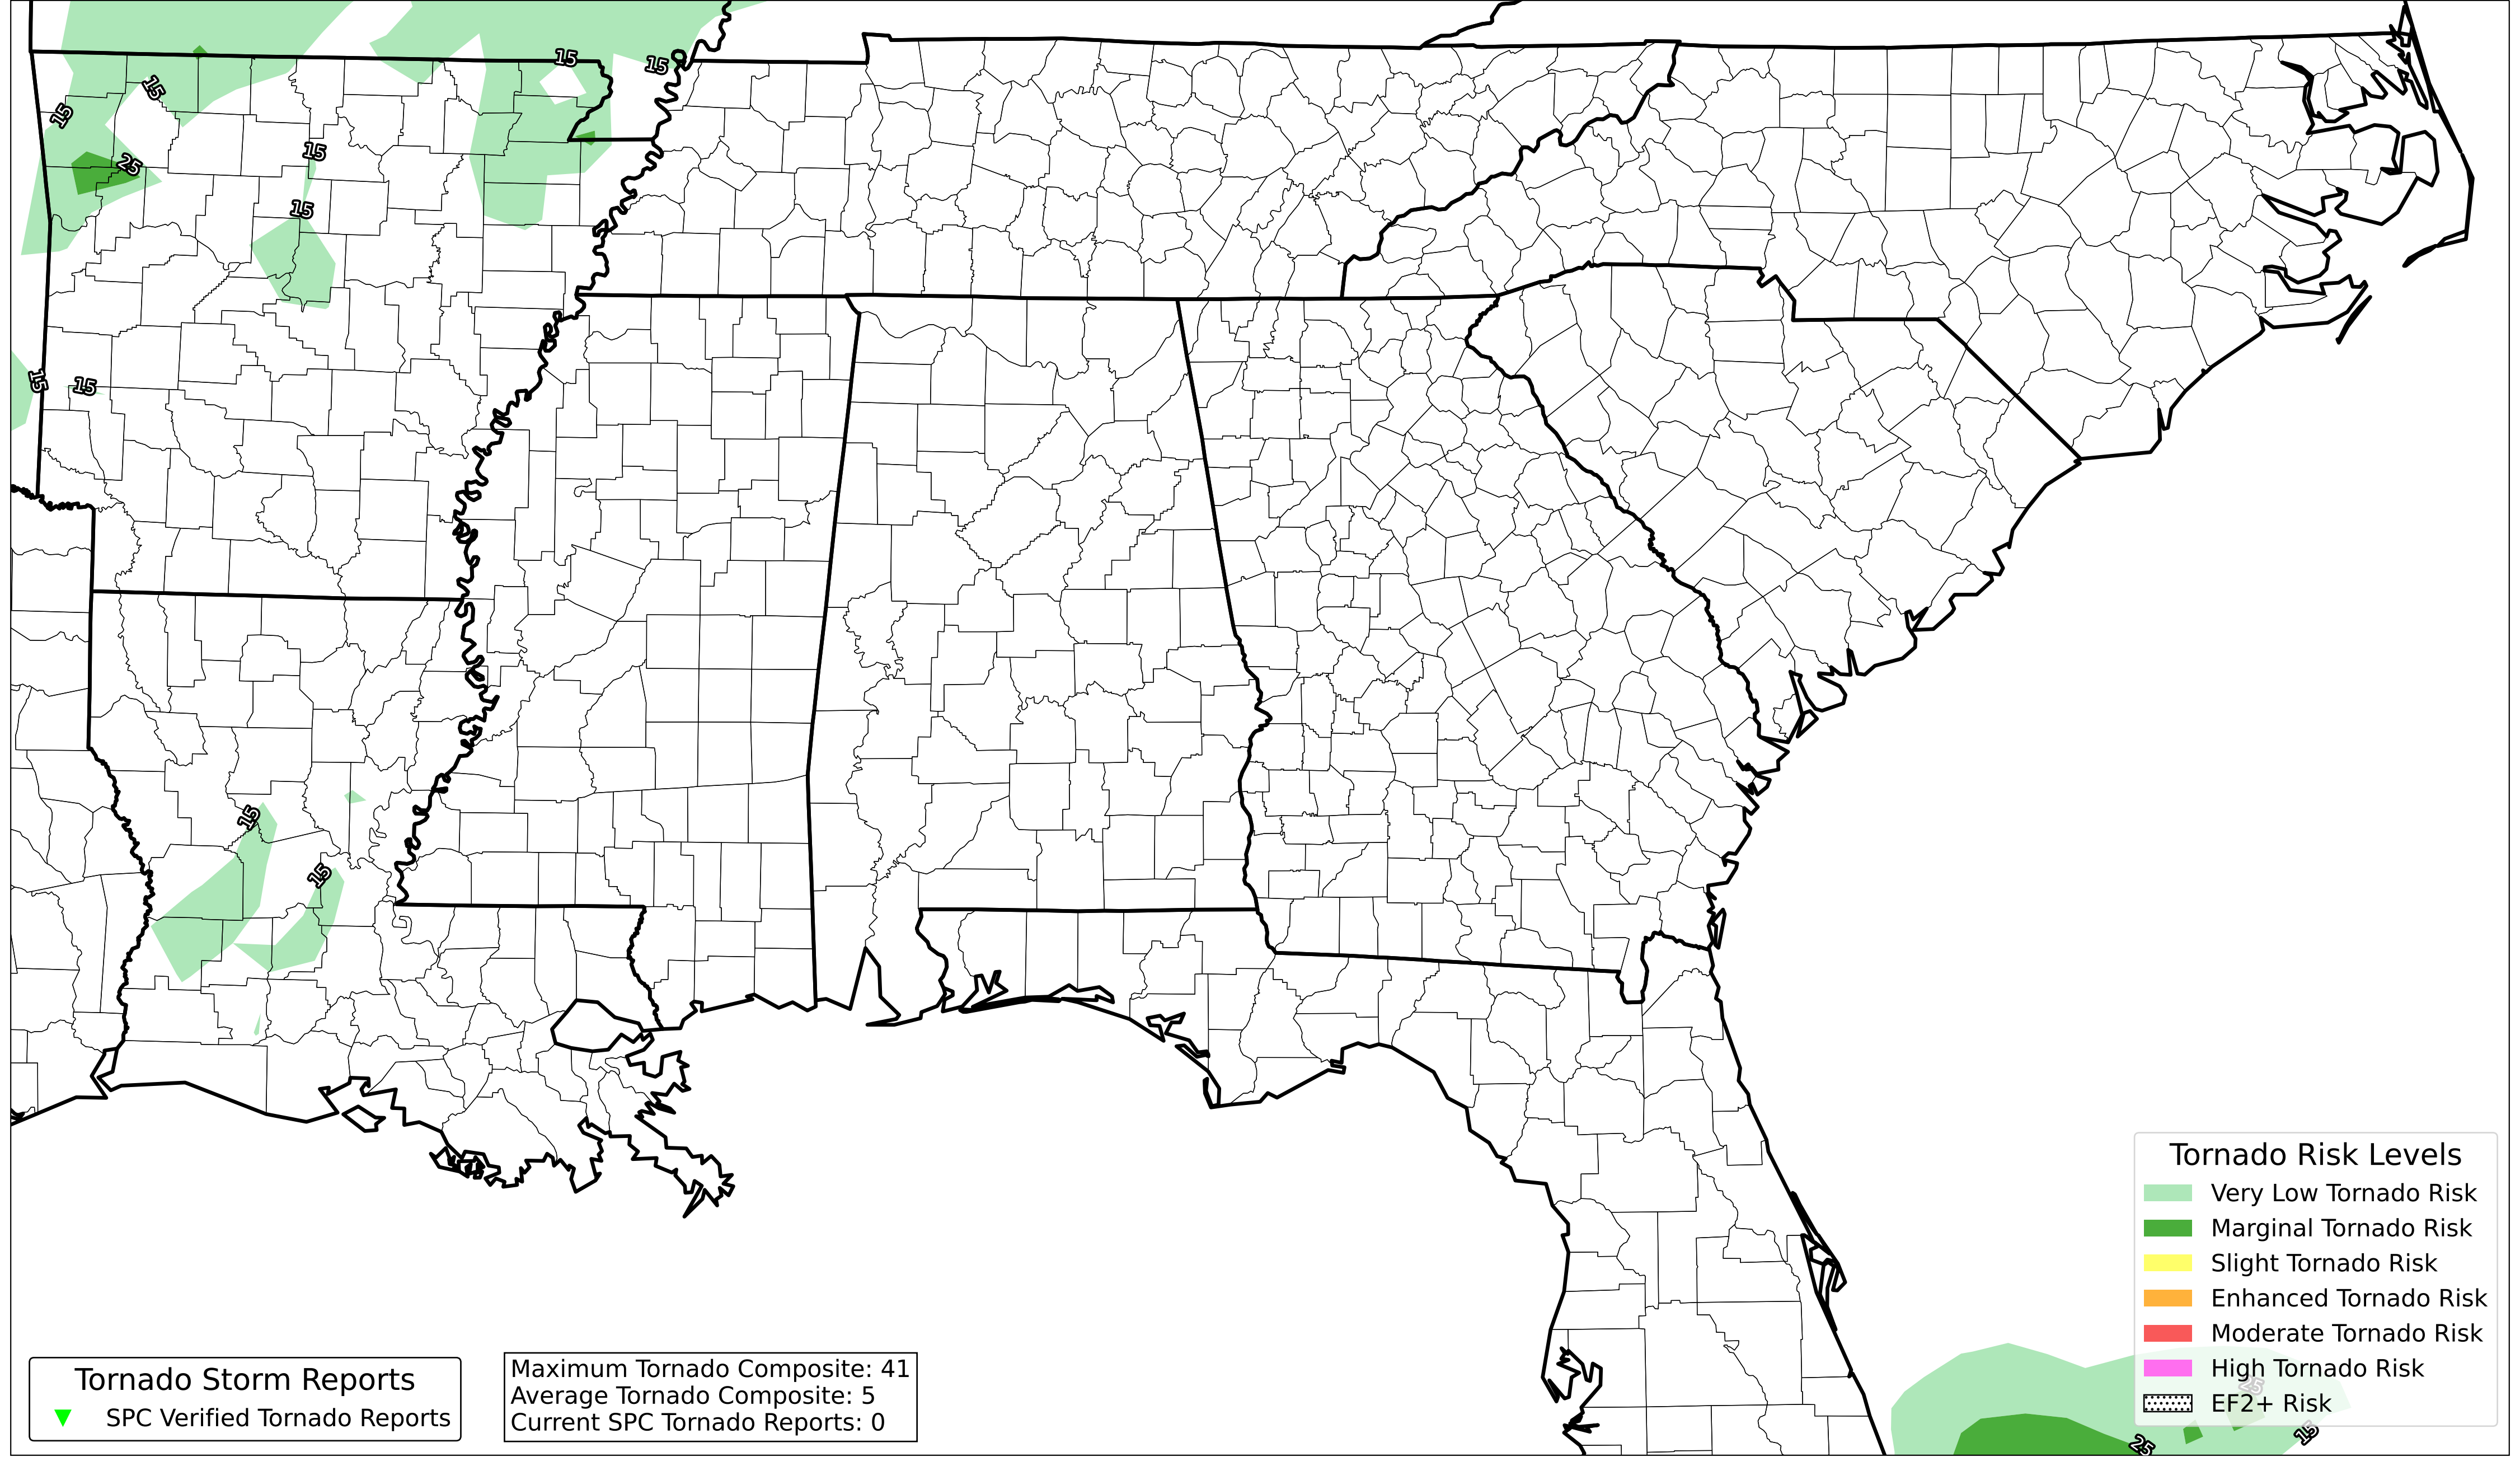 15
15
15
15
25
15
15
15
15
15
15
Tornado Risk Levels
Very Low Tornado Risk
Marginal Tornado Risk
Slight Tornado Risk
Enhanced Tornado Risk
Moderate Tornado Risk
High Tornado Risk
EF2+ Risk
25
15
25
Tornado Storm Reports
SPC Verified Tornado Reports
Maximum Tornado Composite: 41
Average Tornado Composite: 5
Current SPC Tornado Reports: 0